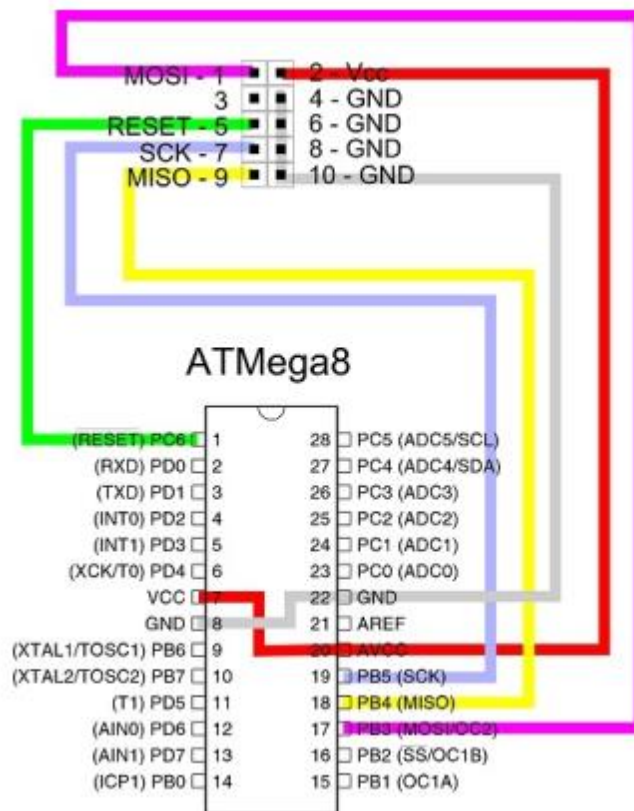 MOSI - 1 2 - Vcc
3 4 - GND
RESET - 5 6 - GND
SCK - 7 8 - GND
MISO - 9 10 - GND
ATMega8
(RESET) PC6 1 28 PC5 (ADC5/SCL)
(RXD) PD0 2 27 PC4 (ADC4/SDA)
(TXD) PD1 3 26 PC3 (ADC3)
(INT0) PD2 4 25 PC2 (ADC2)
(INT1) PD3 5 24 PC1 (ADC1)
(XCK/T0) PD4 6 23 PC0 (ADC0)
VCC 7 22 GND
GND 8 21 AREF
(XTAL1/TOSC1) PB6 9 20 AVCC
(XTAL2/TOSC2) PB7 10 19 PB5 (SCK)
(T1) PD5 11 18 PB4 (MISO)
(AIN0) PD6 12 17 PB3 (MOSI/OC2)
(AIN1) PD7 13 16 PB2 (SS/OC1B)
(ICP1) PB0 14 15 PB1 (OC1A)